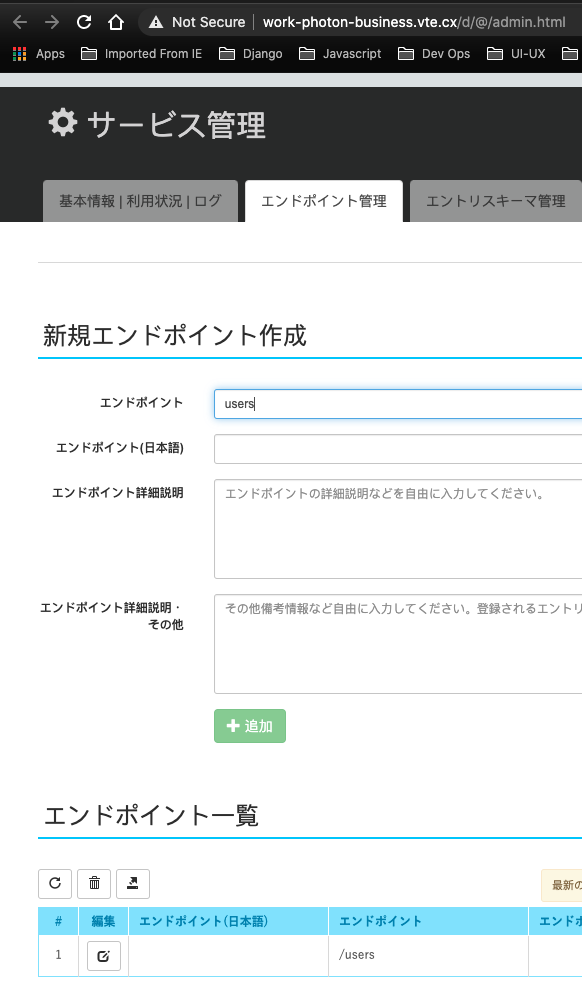 Not Secure | work-photon-business.vte.cx/d/@/admin.html
Apps Imported From IE Django Javascript Dev Ops UI-UX
サービス管理
基本情報 | 利用状況 | ログ エンドポイント管理 エントリスキーマ管理
新規エンドポイント作成
エンドポイント users
エンドポイント(日本語)
エンドポイント詳細説明 エンドポイントの詳細説明などを自由に入力してください。
エンドポイント詳細説明・ その他備考情報など自由に入力してください。登録されるエントリ
その他
追加
エンドポイント一覧
最新の
# 編集 エンドポイント(日本語) エンドポイント エンドポ
1 /users